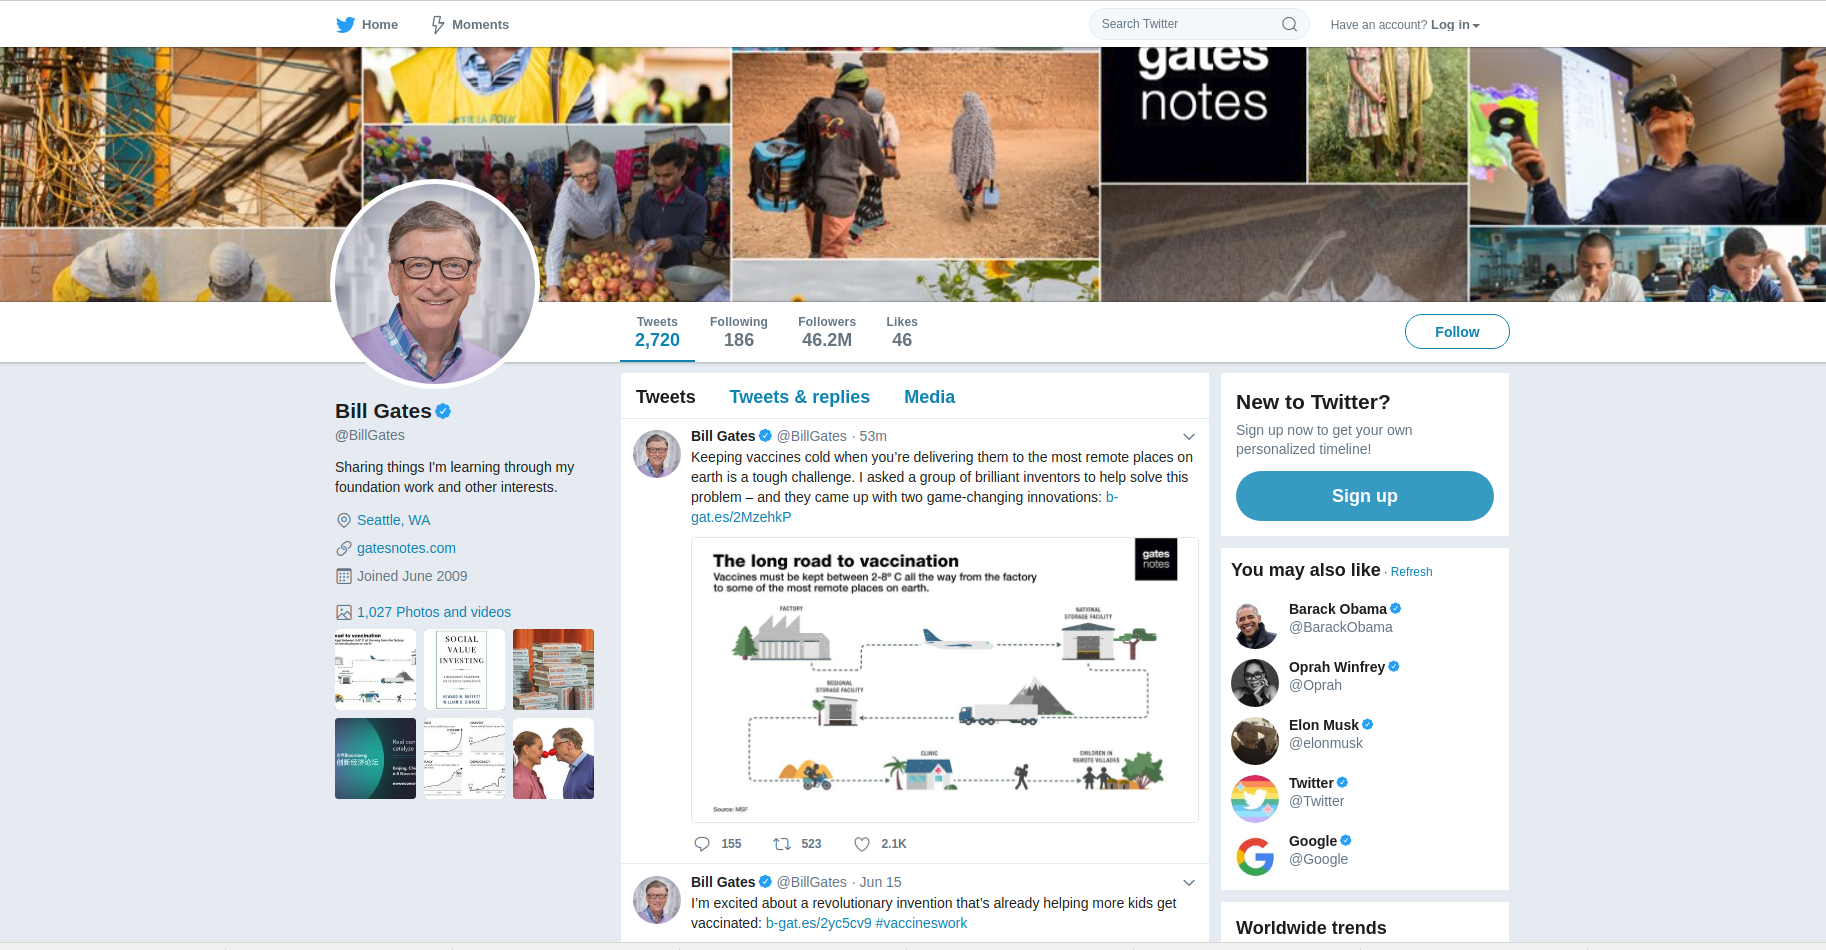 Home
Moments
Search Twitter
Have an account? Log in
gates
notes
Tweets
2,720
Following
186
Followers
46.2M
Likes
46
Follow
Bill Gates
@BillGates
Sharing things I'm learning through my
foundation work and other interests.
Seattle, WA
gatesnotes.com
Joined June 2009
1,027 Photos and videos
SOCIAL
VALUE
INVESTING
HOWARD W. BUFFETT
WILLIAM B. EIMICKE
Tweets
Tweets & replies
Media
Bill Gates @BillGates · 53m
Keeping vaccines cold when you’re delivering them to the most remote places on
earth is a tough challenge. I asked a group of brilliant inventors to help solve this
problem – and they came up with two game-changing innovations: b-
gat.es/2MzehkP
The long road to vaccination
Vaccines must be kept between 2-8º C all the way from the factory
to some of the most remote places on earth.
gates
notes
FACTORY
NATIONAL
STORAGE FACILITY
REGIONAL
STORAGE FACILITY
CLINIC
CHILDREN IN
REMOTE VILLAGES
Source: MSF
155
523
2.1K
Bill Gates @BillGates · Jun 15
I’m excited about a revolutionary invention that’s already helping more kids get
vaccinated: b-gat.es/2yc5cv9 #vaccineswork
New to Twitter?
Sign up now to get your own
personalized timeline!
Sign up
You may also like · Refresh
Barack Obama
@BarackObama
Oprah Winfrey
@Oprah
Elon Musk
@elonmusk
Twitter
@Twitter
Google
@Google
Worldwide trends